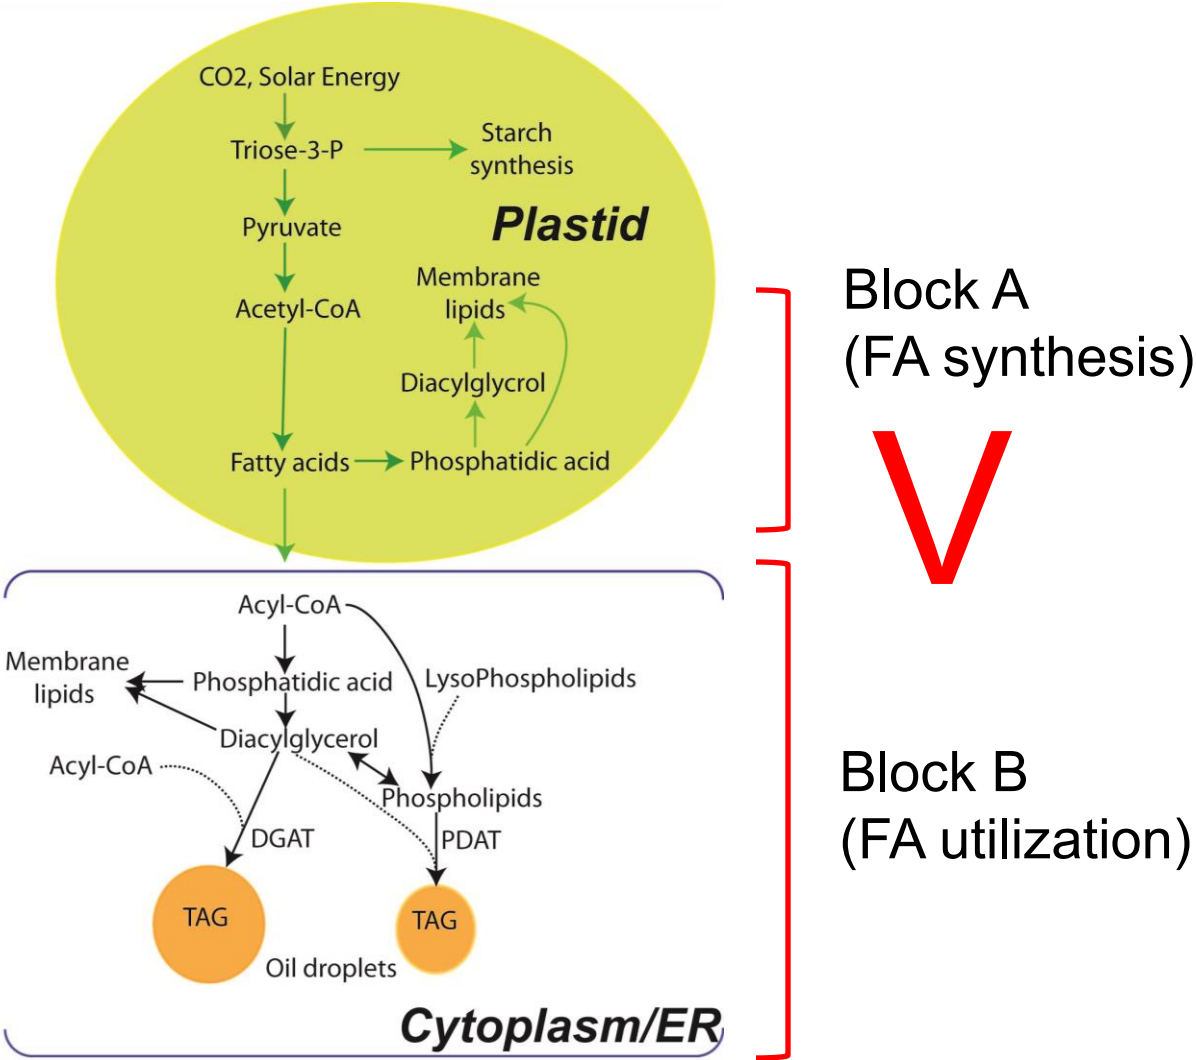 CO2, Solar Energy
Triose-3-P
Starch
synthesis
Pyruvate
Plastid
Acetyl-CoA
Membrane
lipids
Diacylglycrol
Fatty acids
Phosphatidic acid
Block A
(FA synthesis)
V
Acyl-CoA
Membrane
lipids
Phosphatidic acid
LysoPhospholipids
Diacylglycerol
Acyl-CoA
Phospholipids
DGAT
PDAT
TAG
TAG
Oil droplets
Cytoplasm/ER
Block B
(FA utilization)